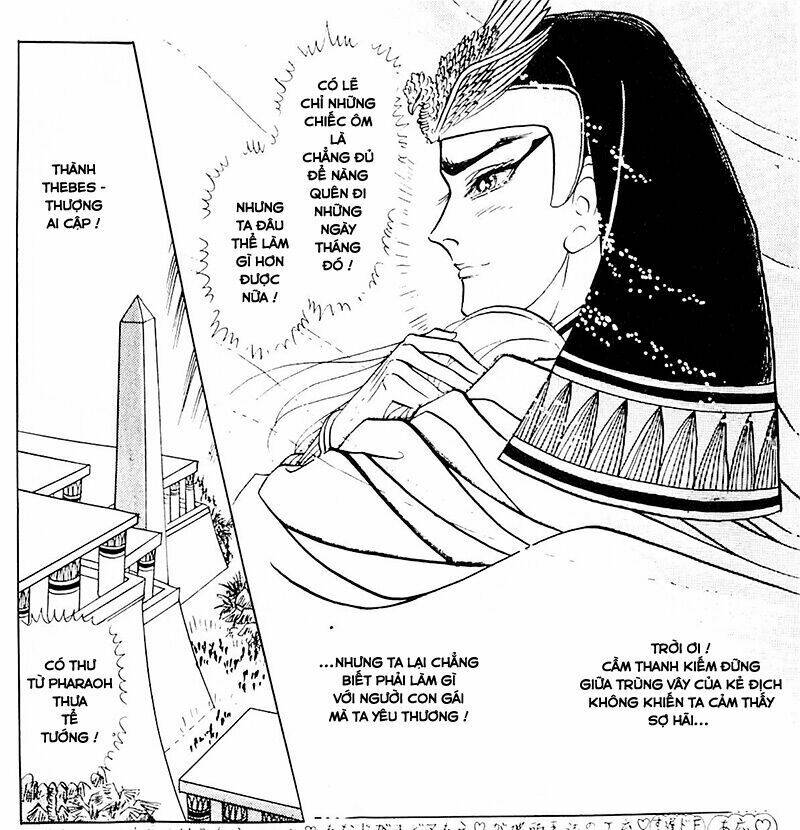 CÓ LẼ
CHỈ NHỮNG
CHIẾC ÔM
LÀ
CHẲNG ĐỦ
ĐỂ NÀNG
QUÊN ĐI
NHỮNG
NGÀY
THÁNG
ĐÓ !
NHƯNG
TA ĐÂU
THỂ LÀM
GÌ HƠN
ĐƯỢC
NỮA !
TRỜI ƠI !
CẦM THANH KIẾM ĐỨNG
GIỮA TRÙNG VÂY CỦA KẺ ĐỊCH
KHÔNG KHIẾN TA CẢM THẤY
SỢ HÃI...
...NHƯNG TA LẠI CHẲNG
BIẾT PHẢI LÀM GÌ
VỚI NGƯỜI CON GÁI
MÀ TA YÊU THƯƠNG !
THÀNH
THEBES -
THƯỢNG
AI CẬP !
CÓ THƯ
TỪ PHARAOH
THƯA
TỂ
TƯỚNG !